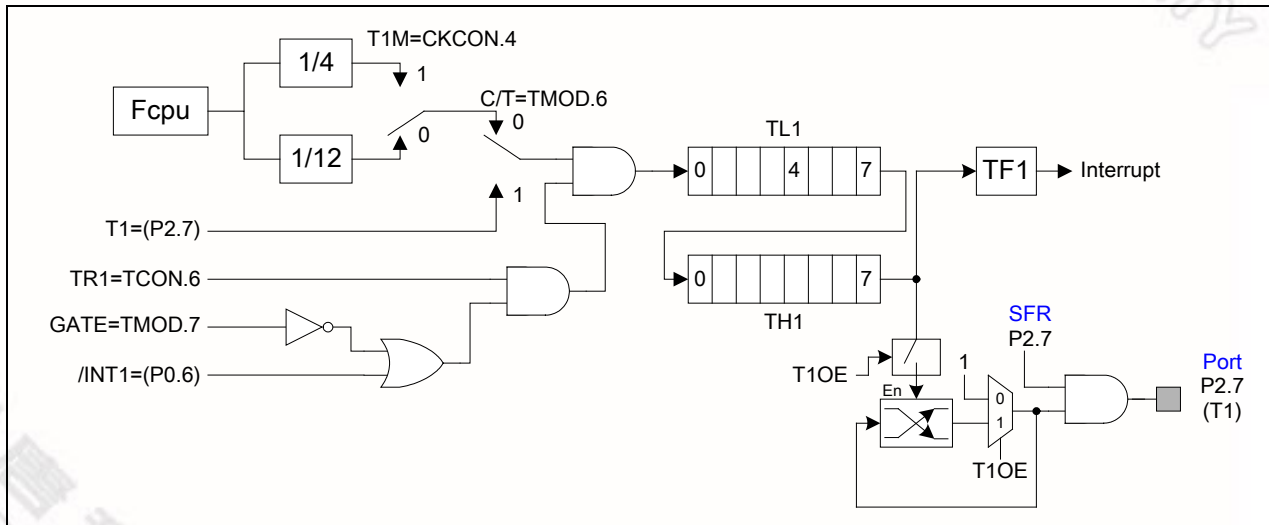 T1M=CKCON.4
1/4
1
Fcpu
C/T=TMOD.6
0
0
1/12
TL1
0 4 7
TF1
Interrupt
1
T1=(P2.7)
TR1=TCON.6
0 7
TH1
GATE=TMOD.7
/INT1=(P0.6)
SFR
P2.7
Port
P2.7
(T1)
T1OE
1
En
0
1
T1OE